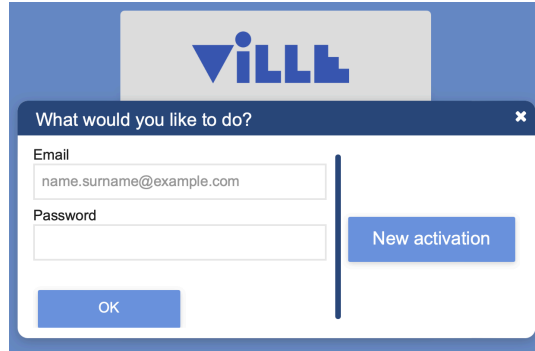 ViLLE
What would you like to do?
Email
name.surname@example.com
Password
New activation
OK